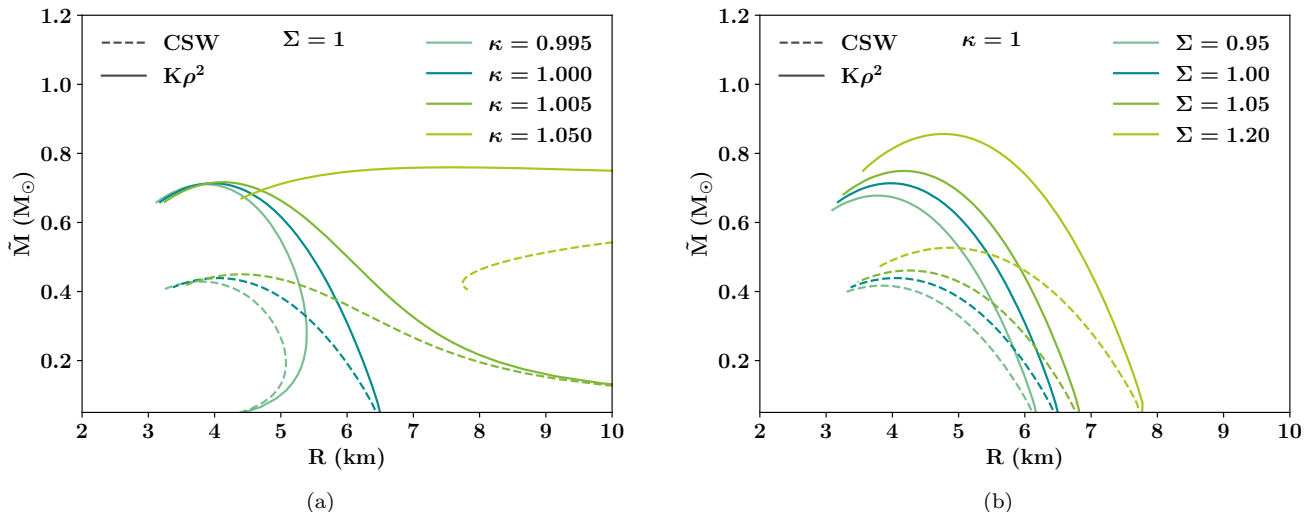 1.2
1.0
0.8
0.6
0.4
0.2
M̃ (M⊙)
CSW
Kρ²
Σ = 1
κ = 0.995
κ = 1.000
κ = 1.005
κ = 1.050
2 3 4 5 6 7 8 9 10
R (km)
(a)
1.2
1.0
0.8
0.6
0.4
0.2
M̃ (M⊙)
CSW
Kρ²
κ = 1
Σ = 0.95
Σ = 1.00
Σ = 1.05
Σ = 1.20
2 3 4 5 6 7 8 9 10
R (km)
(b)